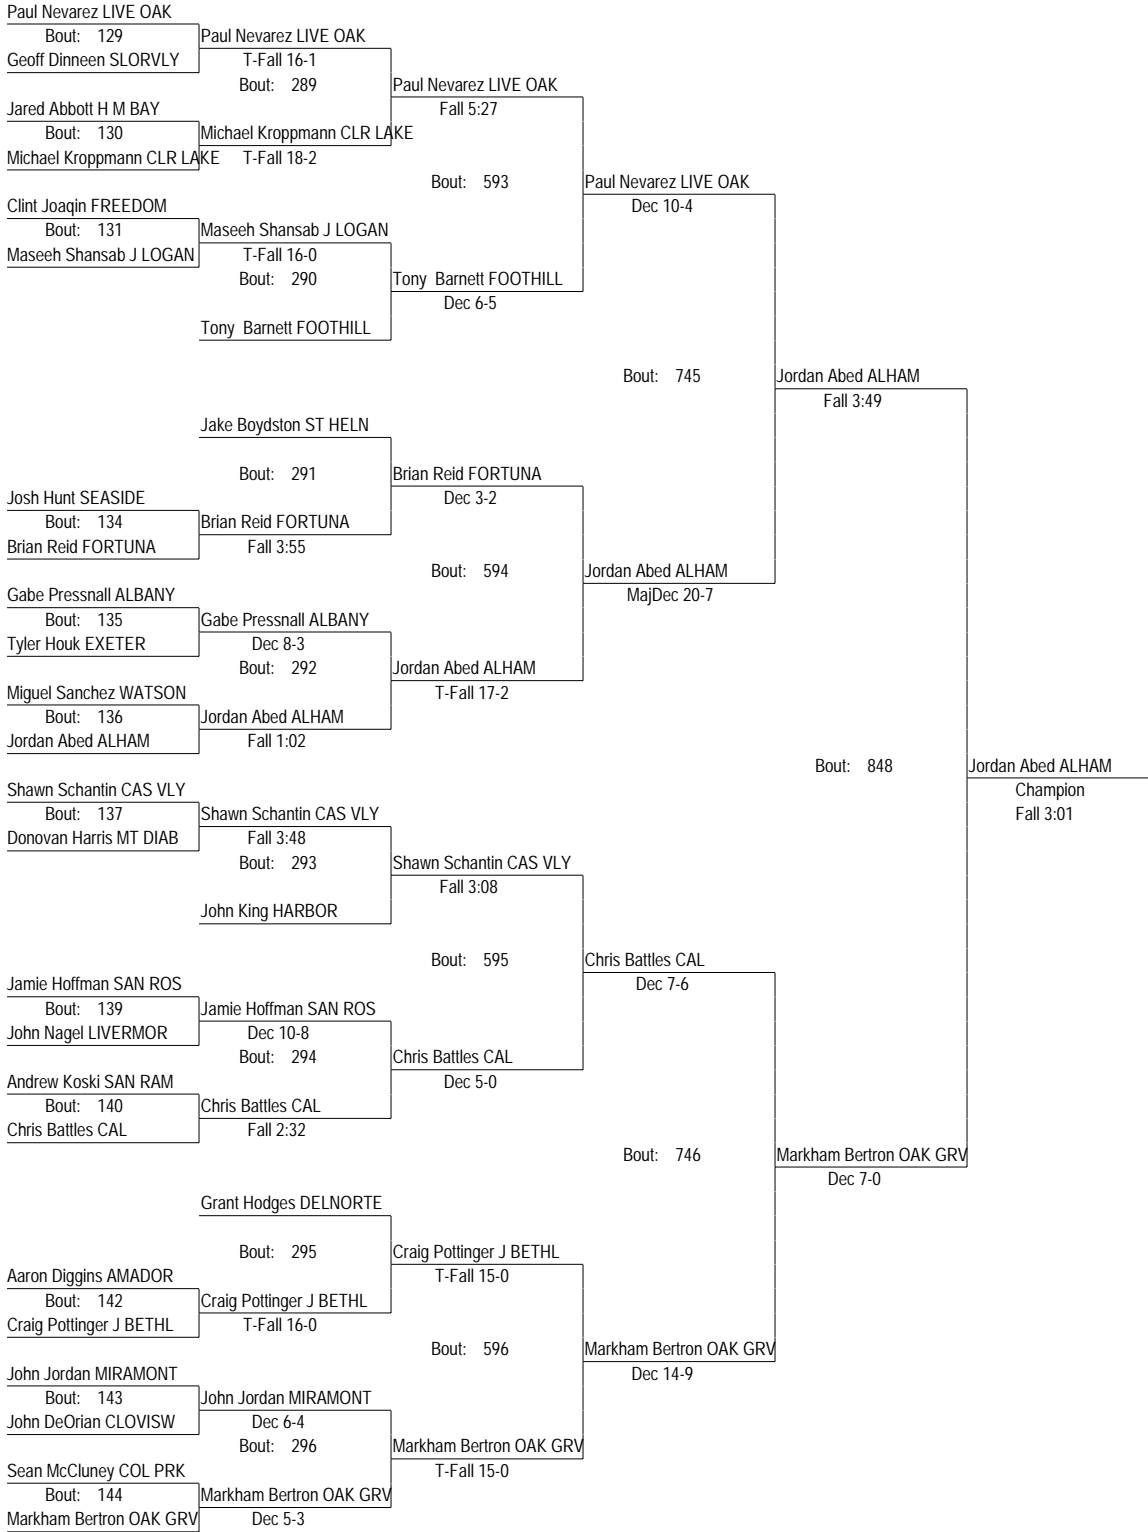 Paul Nevarez LIVE OAK
Bout: 129
Paul Nevarez LIVE OAK
Geoff Dinneen SLORVLY
T-Fall 16-1
Bout: 289
Paul Nevarez LIVE OAK
Jared Abbott H M BAY
Fall 5:27
Bout: 130
Michael Kroppmann CLR LAKE
Michael Kroppmann CLR LAKE
T-Fall 18-2
Bout: 593
Paul Nevarez LIVE OAK
Clint Joaqin FREEDOM
Dec 10-4
Bout: 131
Maseeh Shansab J LOGAN
Maseeh Shansab J LOGAN
T-Fall 16-0
Bout: 290
Tony Barnett FOOTHILL
Dec 6-5
Tony Barnett FOOTHILL
Bout: 745
Jordan Abed ALHAM
Fall 3:49
Jake Boydston ST HELN
Bout: 291
Brian Reid FORTUNA
Josh Hunt SEASIDE
Dec 3-2
Bout: 134
Brian Reid FORTUNA
Brian Reid FORTUNA
Fall 3:55
Bout: 594
Jordan Abed ALHAM
Gabe Pressnall ALBANY
MajDec 20-7
Bout: 135
Gabe Pressnall ALBANY
Tyler Houk EXETER
Dec 8-3
Bout: 292
Jordan Abed ALHAM
Miguel Sanchez WATSON
T-Fall 17-2
Bout: 136
Jordan Abed ALHAM
Jordan Abed ALHAM
Fall 1:02
Bout: 848
Jordan Abed ALHAM
Shawn Schantin CAS VLY
Champion
Bout: 137
Shawn Schantin CAS VLY
Fall 3:01
Donovan Harris MT DIAB
Fall 3:48
Bout: 293
Shawn Schantin CAS VLY
Fall 3:08
John King HARBOR
Bout: 595
Chris Battles CAL
Jamie Hoffman SAN ROS
Dec 7-6
Bout: 139
Jamie Hoffman SAN ROS
John Nagel LIVERMOR
Dec 10-8
Bout: 294
Chris Battles CAL
Andrew Koski SAN RAM
Dec 5-0
Bout: 140
Chris Battles CAL
Chris Battles CAL
Fall 2:32
Bout: 746
Markham Bertron OAK GRV
Dec 7-0
Grant Hodges DELNORTE
Bout: 295
Craig Pottinger J BETHL
Aaron Diggins AMADOR
T-Fall 15-0
Bout: 142
Craig Pottinger J BETHL
Craig Pottinger J BETHL
T-Fall 16-0
Bout: 596
Markham Bertron OAK GRV
John Jordan MIRAMONT
Dec 14-9
Bout: 143
John Jordan MIRAMONT
John DeOrian CLOVISW
Dec 6-4
Bout: 296
Markham Bertron OAK GRV
Sean McCluney COL PRK
T-Fall 15-0
Bout: 144
Markham Bertron OAK GRV
Markham Bertron OAK GRV
Dec 5-3